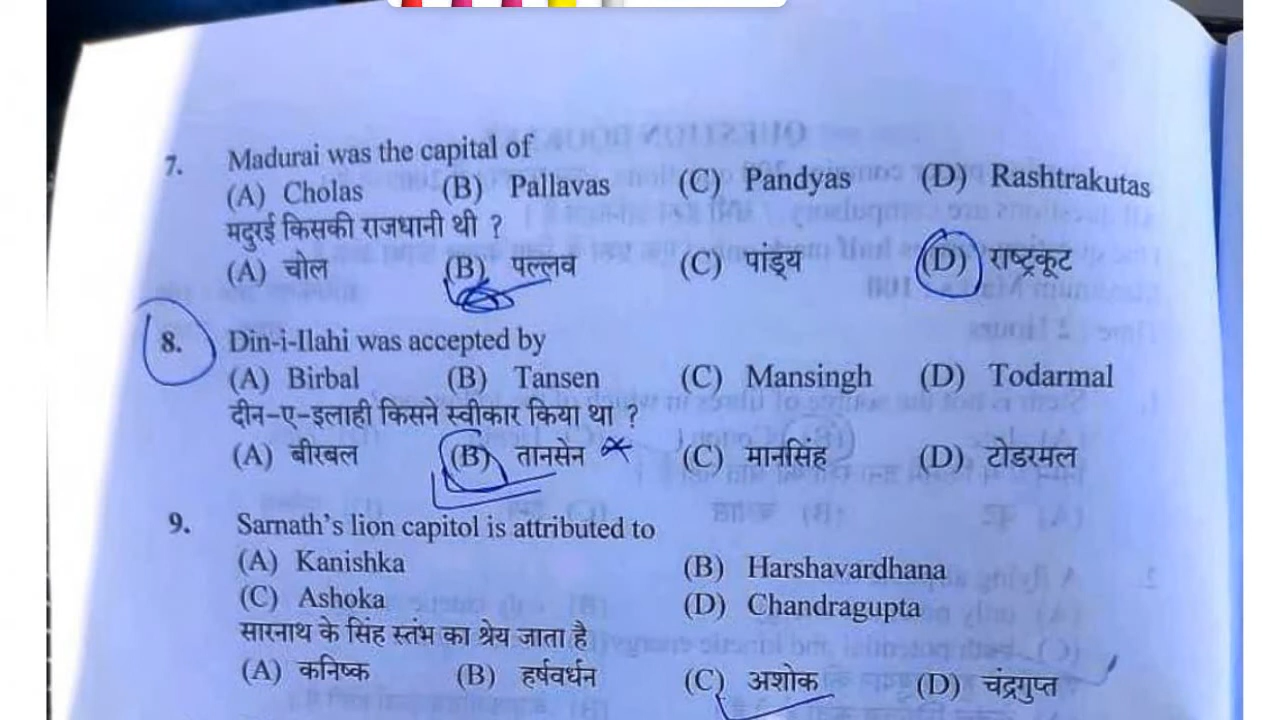 7. Madurai was the capital of
(A) Cholas (B) Pallavas (C) Pandyas (D) Rashtrakutas
मदुरई किसकी राजधानी थी ?
(A) चोल (B) पल्लव (C) पांड्य (D) राष्ट्रकूट
8. Din-i-Ilahi was accepted by
(A) Birbal (B) Tansen (C) Mansingh (D) Todarmal
दीन-ए-इलाही किसने स्वीकार किया था ?
(A) बीरबल (B) तानसेन (C) मानसिंह (D) टोडरमल
9. Sarnath's lion capitol is attributed to
(A) Kanishka (B) Harshavardhana
(C) Ashoka (D) Chandragupta
सारनाथ के सिंह स्तंभ का श्रेय जाता है
(A) कनिष्क (B) हर्षवर्धन (C) अशोक (D) चंद्रगुप्त